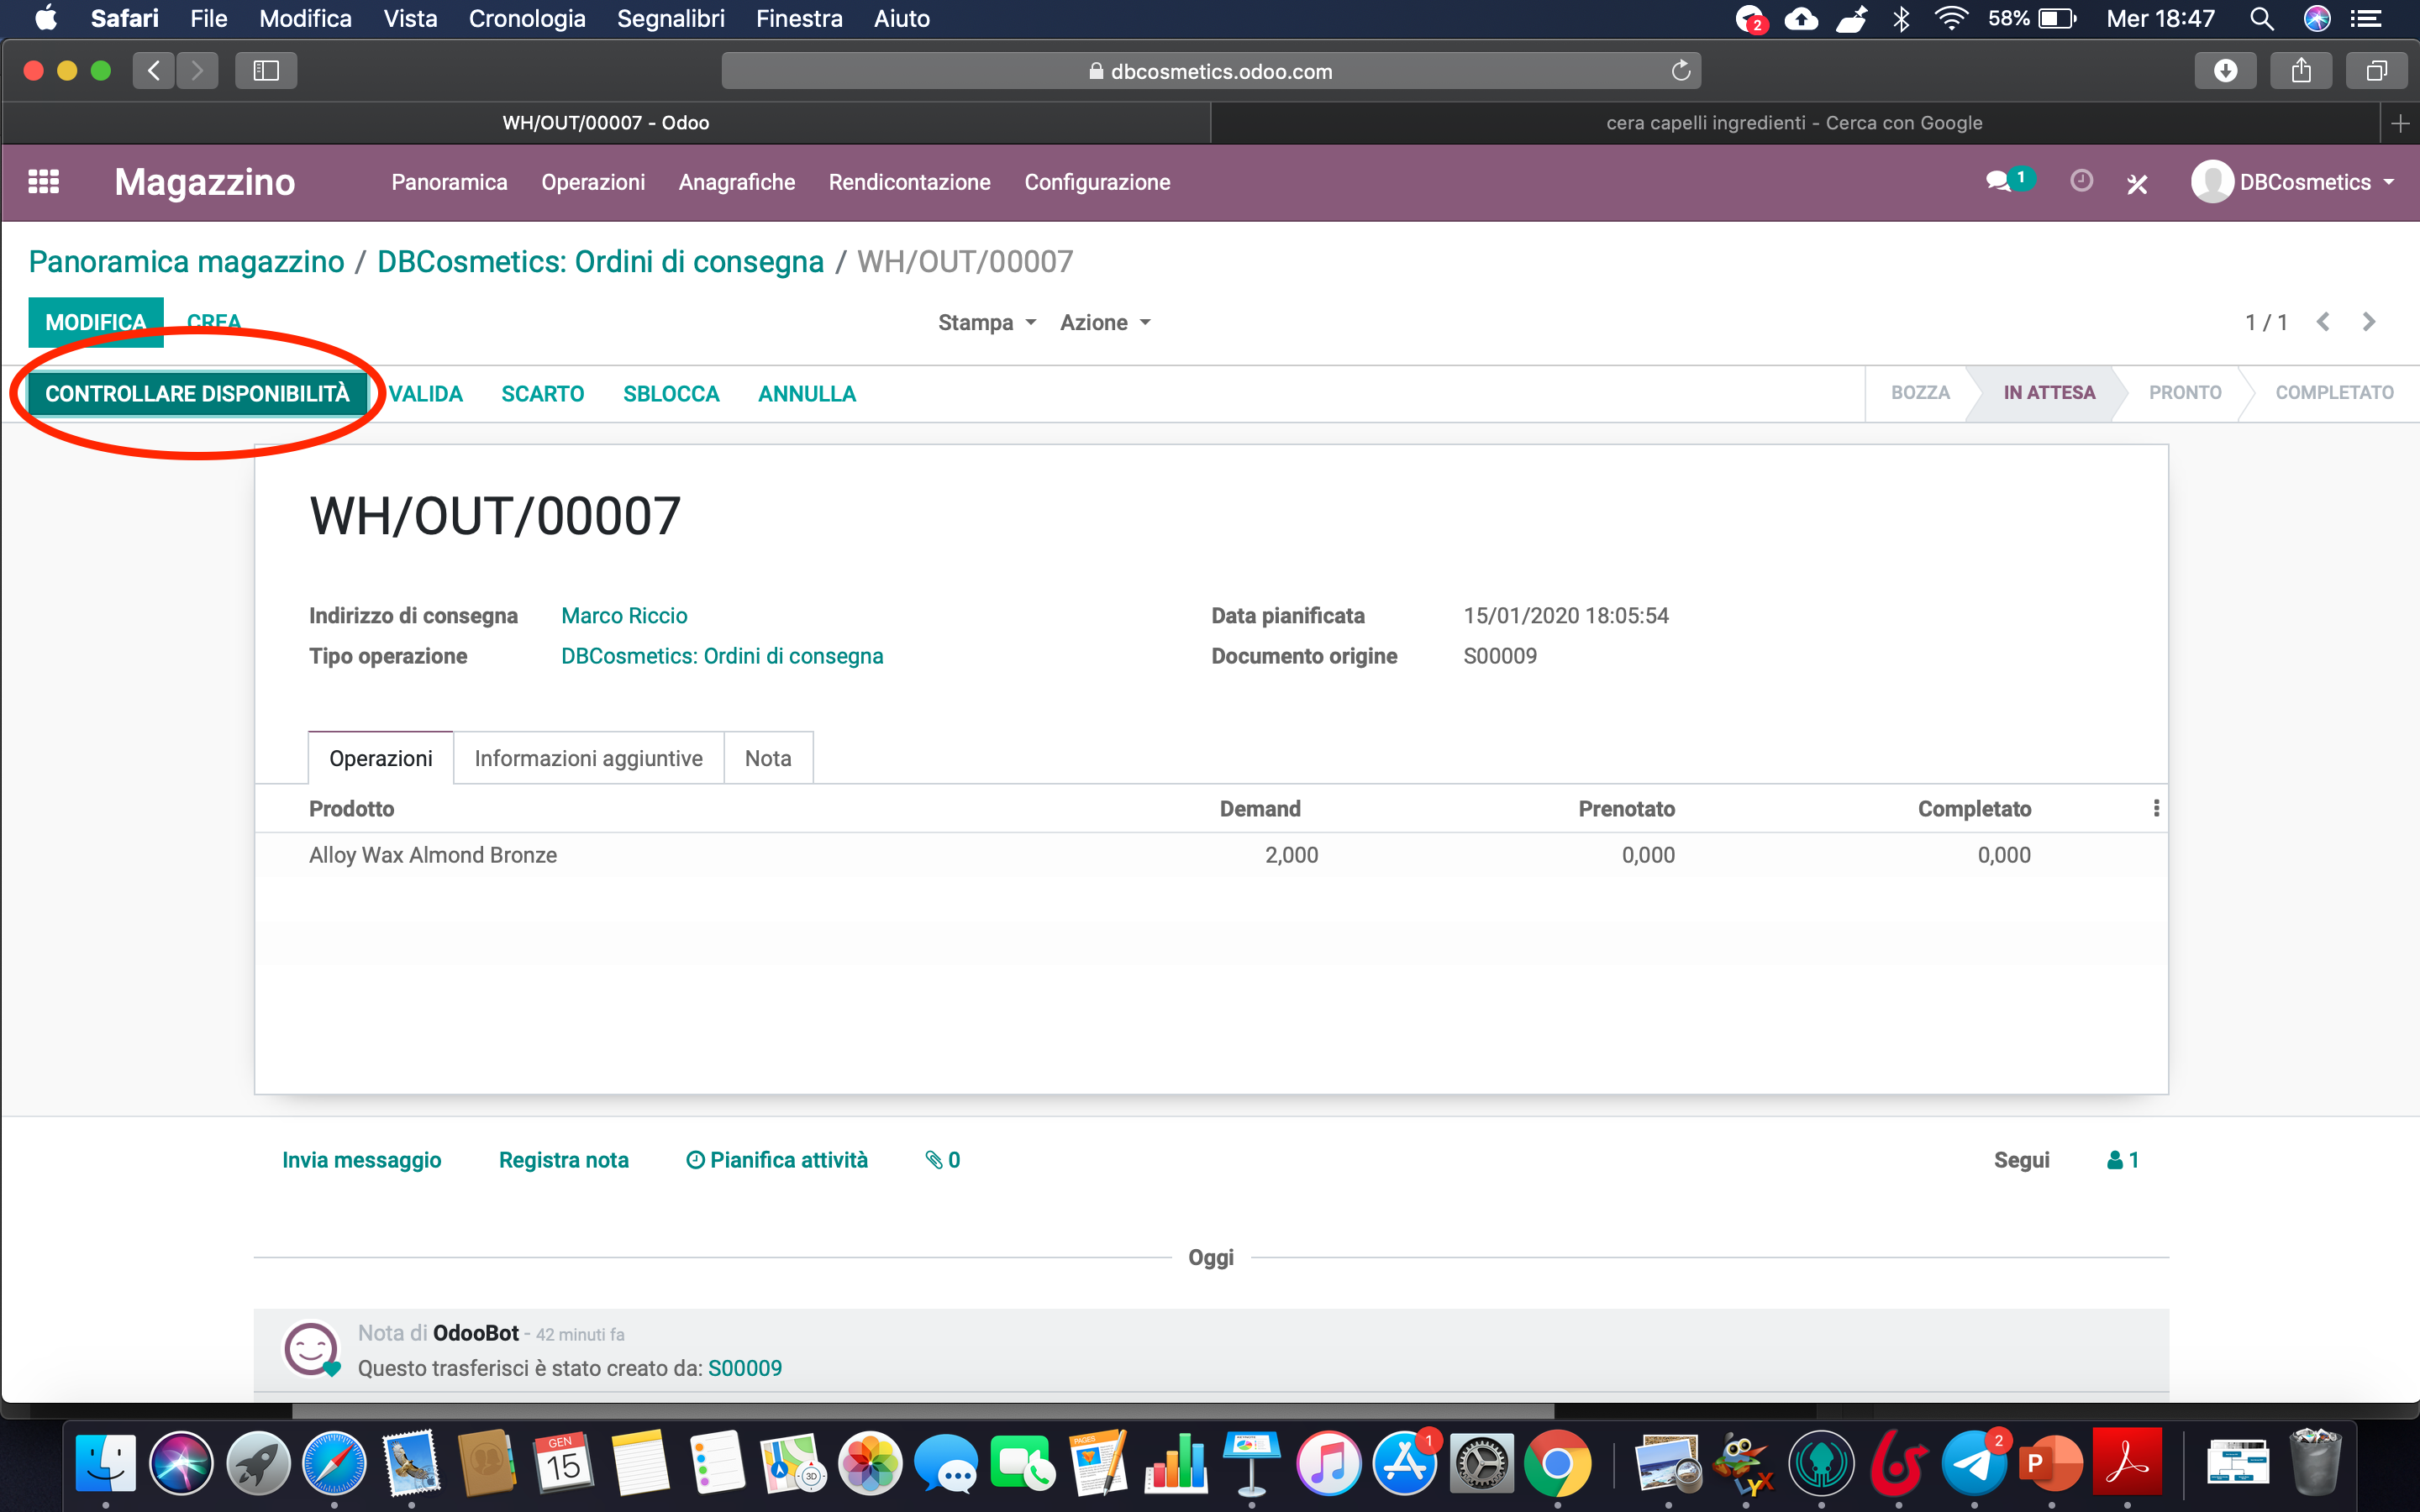 Safari File Modifica Vista Cronologia Segnalibri Finestra Aiuto 2 58% Mer 18:47
dbcosmetics.odoo.com
WH/OUT/00007 - Odoo cera capelli ingredienti - Cerca con Google
Magazzino Panoramica Operazioni Anagrafiche Rendicontazione Configurazione 1 DBCosmetics
Panoramica magazzino / DBCosmetics: Ordini di consegna / WH/OUT/00007
MODIFICA CREA Stampa Azione 1 / 1
CONTROLLARE DISPONIBILITÀ VALIDA SCARTO SBLOCCA ANNULLA BOZZA IN ATTESA PRONTO COMPLETATO
WH/OUT/00007
Indirizzo di consegna Marco Riccio Data pianificata 15/01/2020 18:05:54
Tipo operazione DBCosmetics: Ordini di consegna Documento origine S00009
Operazioni Informazioni aggiuntive Nota
Prodotto Demand Prenotato Completato
Alloy Wax Almond Bronze 2,000 0,000 0,000
Invia messaggio Registra nota Pianifica attività 0 Segui 1
Oggi
Nota di OdooBot - 42 minuti fa
Questo trasferisci è stato creato da: S00009
GEN
15
PAGES
3D
1
LYX
2
P